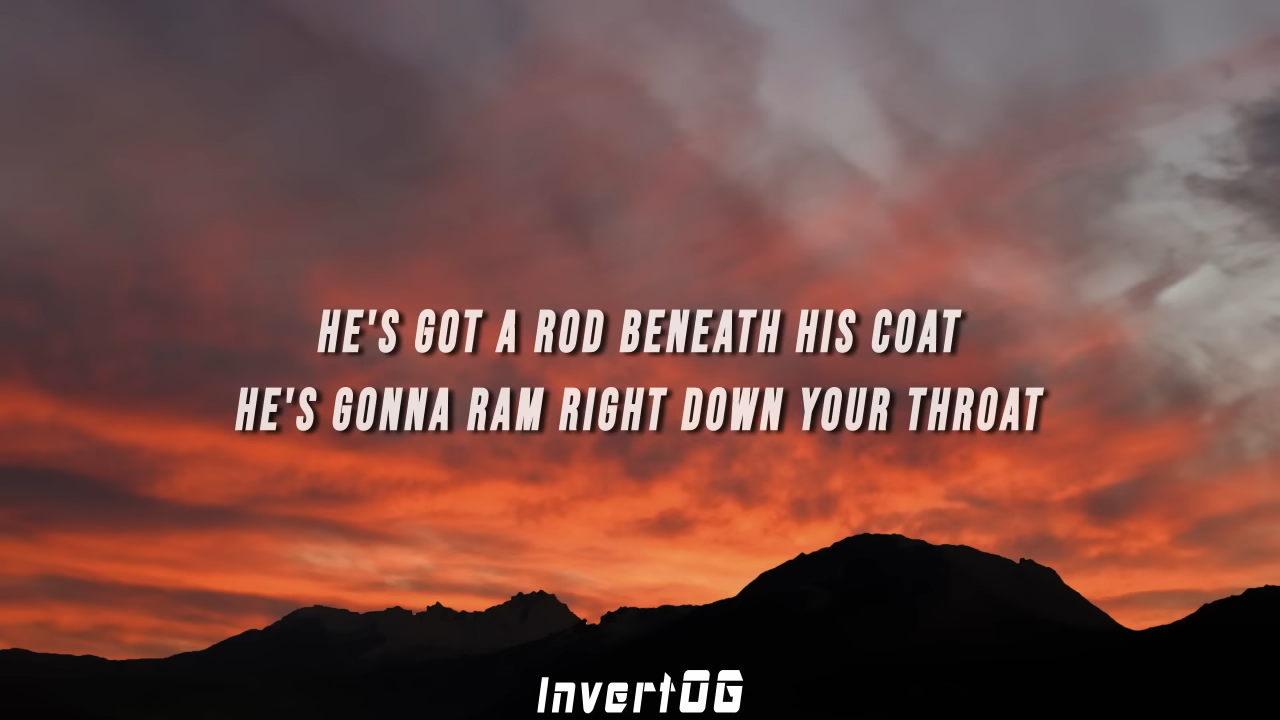 HE'S GOT A ROD BENEATH HIS COAT
HE'S GONNA RAM RIGHT DOWN YOUR THROAT
InvertOG